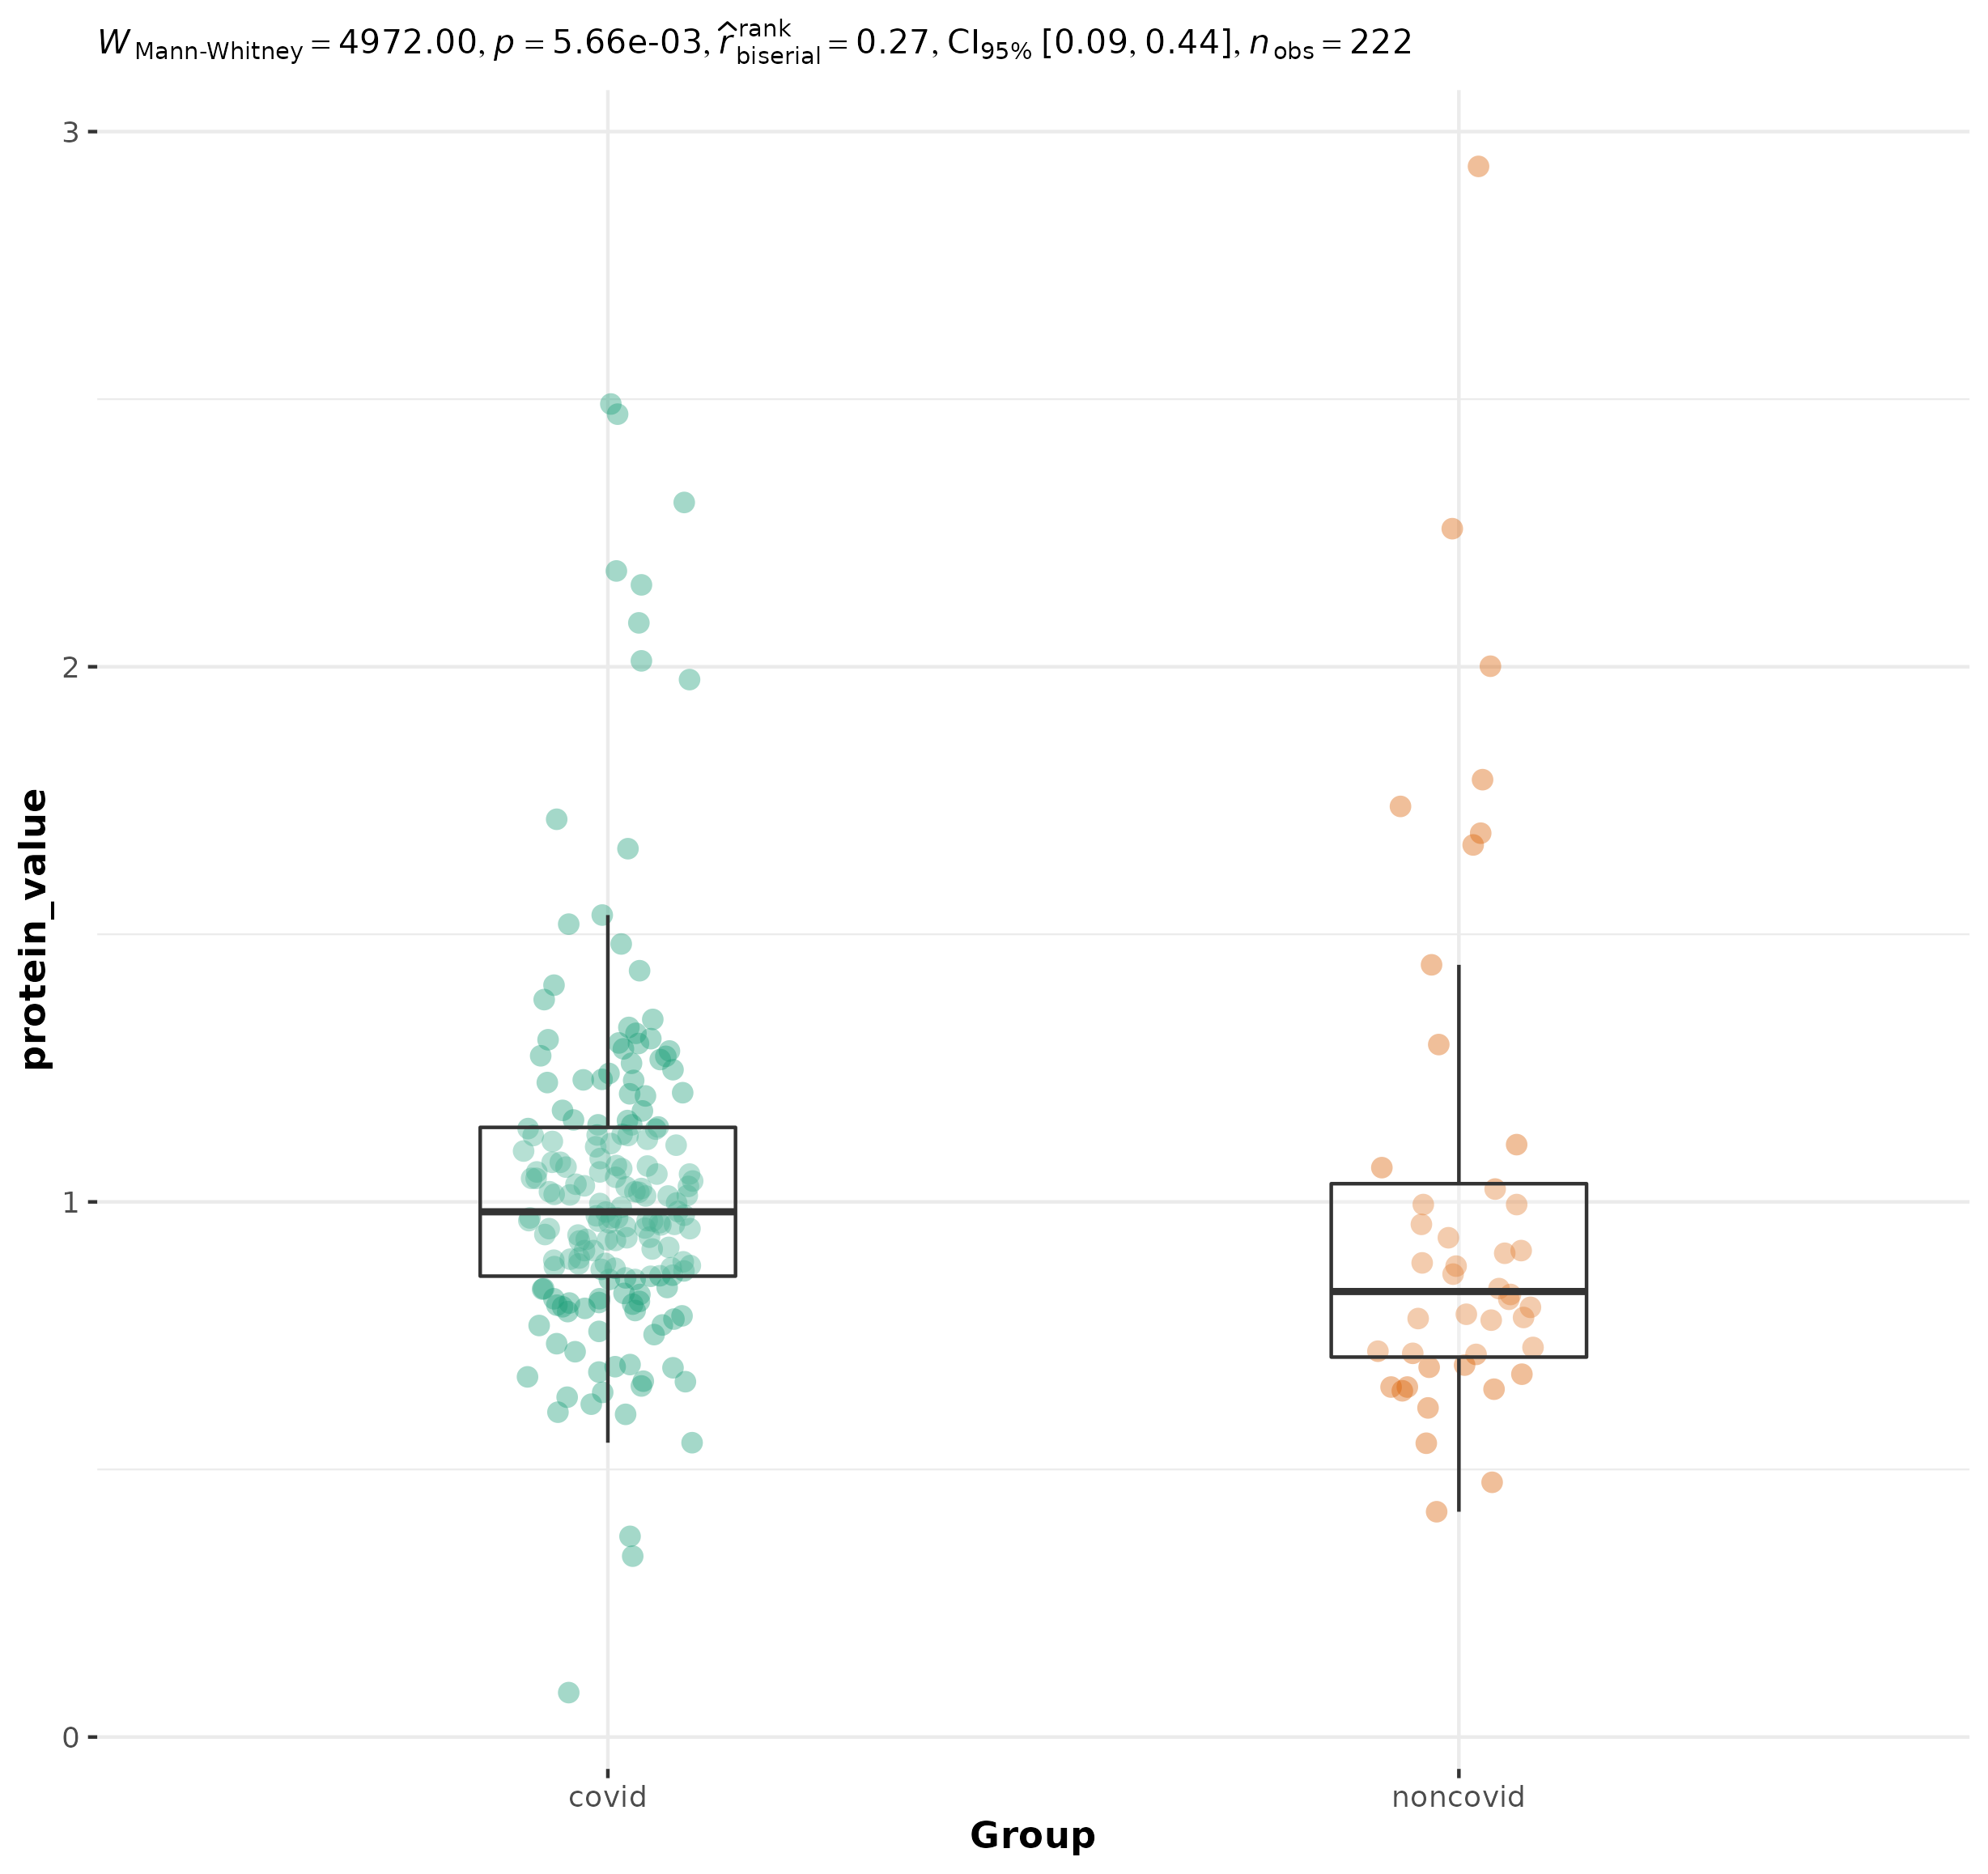 W Mann-Whitney = 4972.00, p = 5.66e-03, r̂ rank biserial = 0.27, CI95% [0.09, 0.44], nobs = 222
3
2
1
0
protein_value
covid noncovid
Group